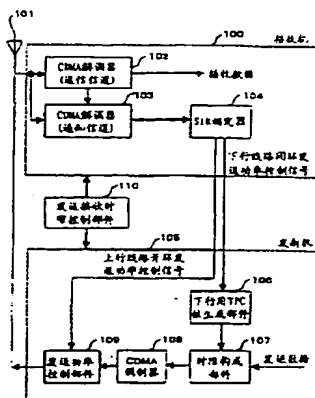 101
100
接收机
102
CDMA解调器
(通信信道)
接收数据
103
CDMA解调器
(通知信道)
104
SIR测定器
下行线路闭环发
送功率控制信号
110
发送接收时
隙控制部件
105
发射机
上行线路开环发
送功率控制信号
106
下行用TPC
位生成部件
109
发送功率
控制部件
108
CDMA
调制器
107
时隙构成
部件
发送数据